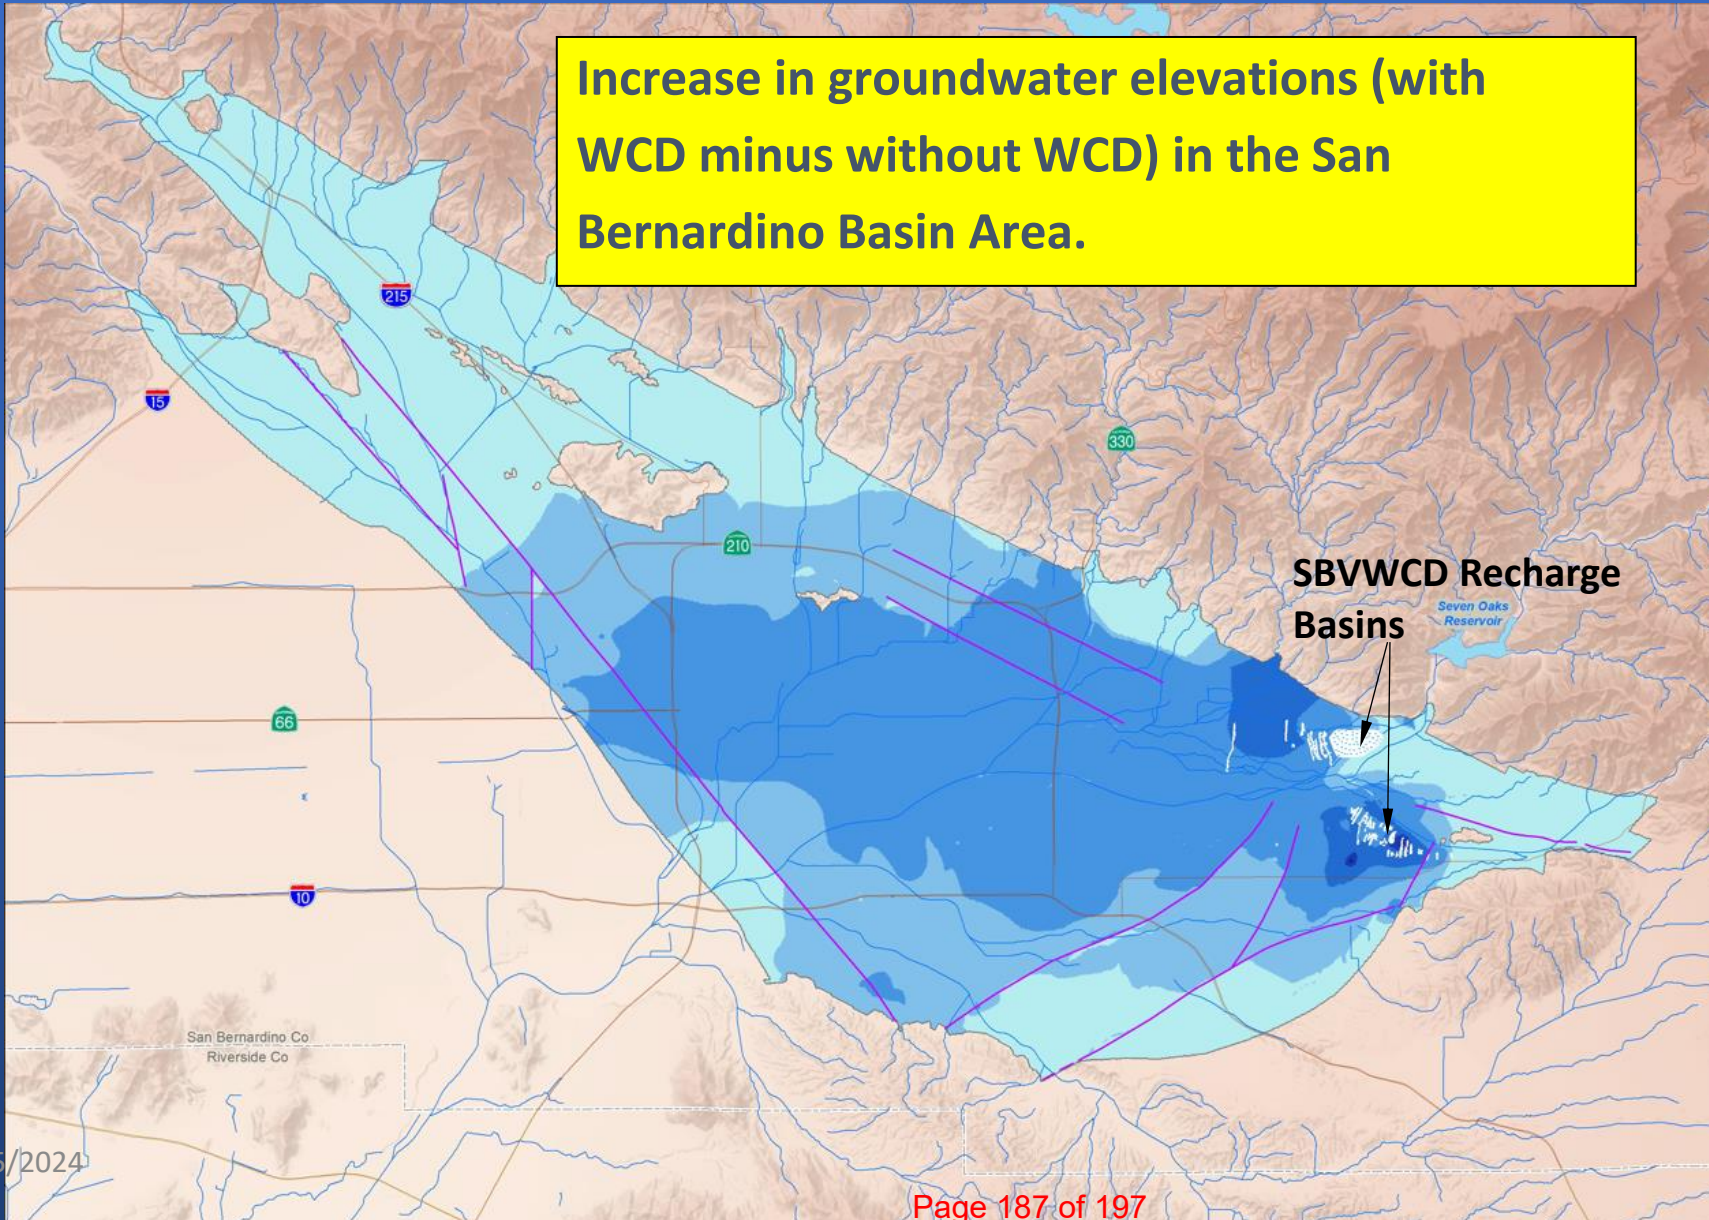 Increase in groundwater elevations (with
WCD minus without WCD) in the San
Bernardino Basin Area.
215
15
330
210
SBVWCD Recharge
Basins
Seven Oaks
Reservoir
66
10
San Bernardino Co
Riverside Co
/2024
Page 187 of 197